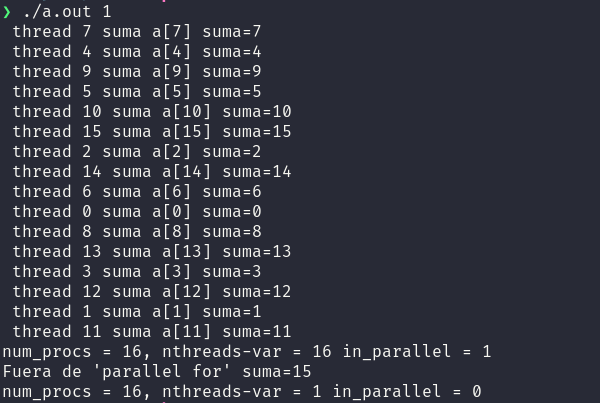 ❯ ./a.out 1
thread 7 suma a[7] suma=7
thread 4 suma a[4] suma=4
thread 9 suma a[9] suma=9
thread 5 suma a[5] suma=5
thread 10 suma a[10] suma=10
thread 15 suma a[15] suma=15
thread 2 suma a[2] suma=2
thread 14 suma a[14] suma=14
thread 6 suma a[6] suma=6
thread 0 suma a[0] suma=0
thread 8 suma a[8] suma=8
thread 13 suma a[13] suma=13
thread 3 suma a[3] suma=3
thread 12 suma a[12] suma=12
thread 1 suma a[1] suma=1
thread 11 suma a[11] suma=11
num_procs = 16, nthreads-var = 16 in_parallel = 1
Fuera de 'parallel for' suma=15
num_procs = 16, nthreads-var = 1 in_parallel = 0